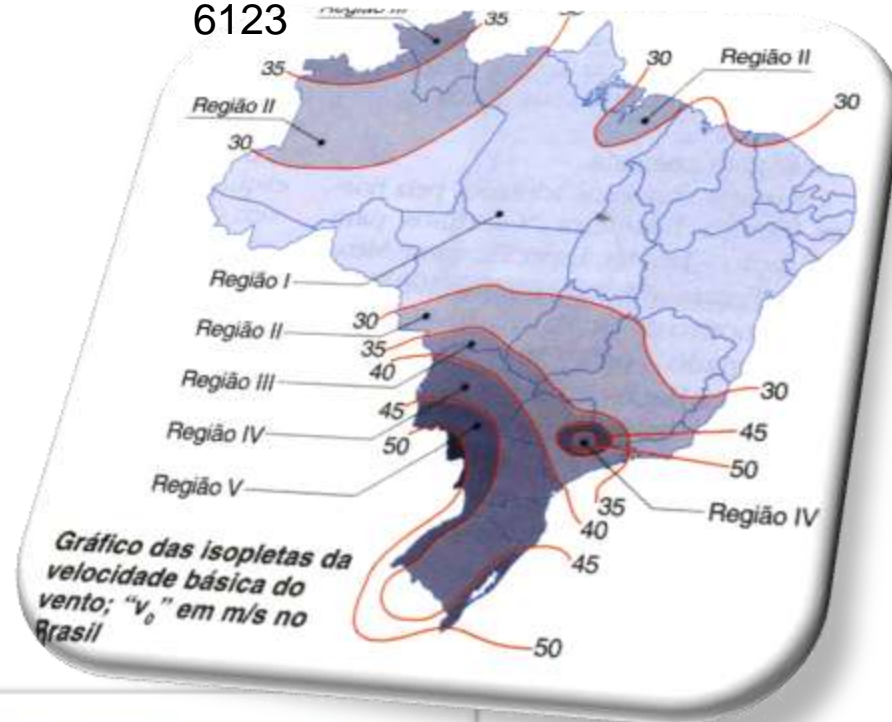 6123
35
35
30
Região II
30
Região II
30
30
Região I
30
Região II
35
40
Região III
45
Região IV
50
Região V
30
45
50
35
Região IV
40
45
50
Gráfico das isopletas da
velocidade básica do
vento; "v₀" em m/s no
Brasil